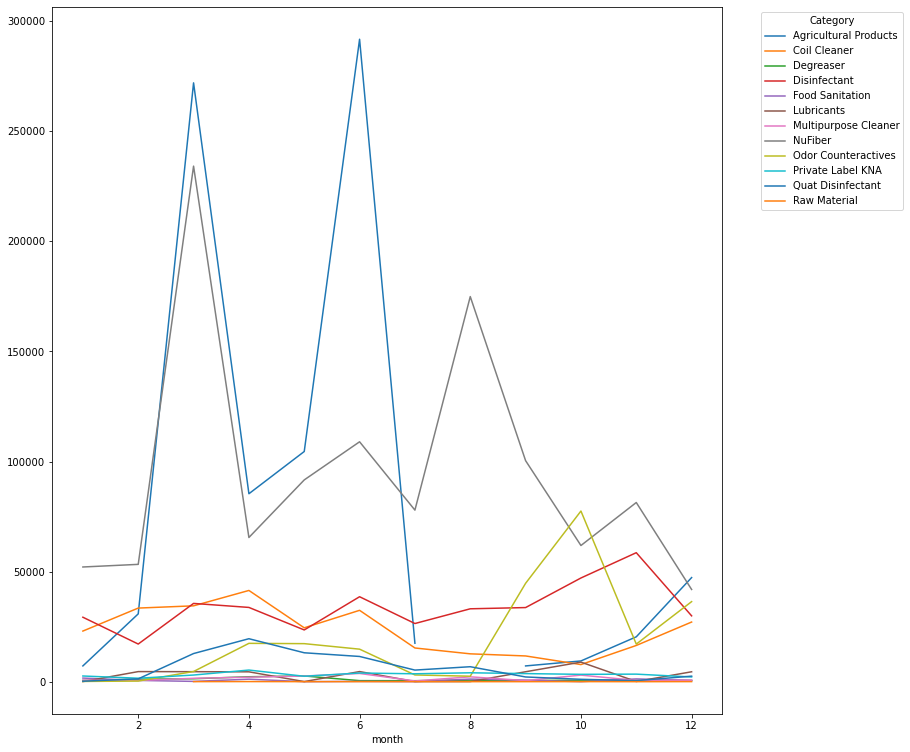 300000
250000
200000
150000
100000
50000
0
2 4 6 8 10 12
month
Category
Agricultural Products
Coil Cleaner
Degreaser
Disinfectant
Food Sanitation
Lubricants
Multipurpose Cleaner
NuFiber
Odor Counteractives
Private Label KNA
Quat Disinfectant
Raw Material